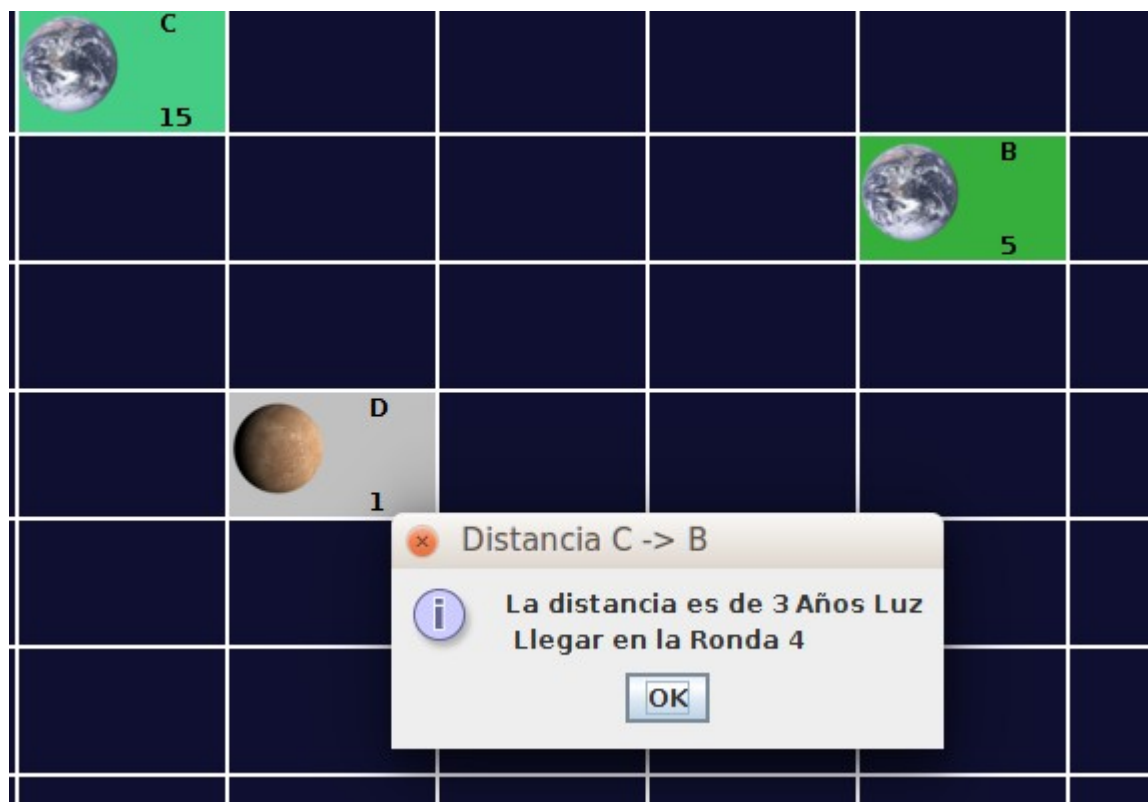 C
15
B
5
D
1
Distancia C -> B
La distancia es de 3 Años Luz
Llegar en la Ronda 4
OK